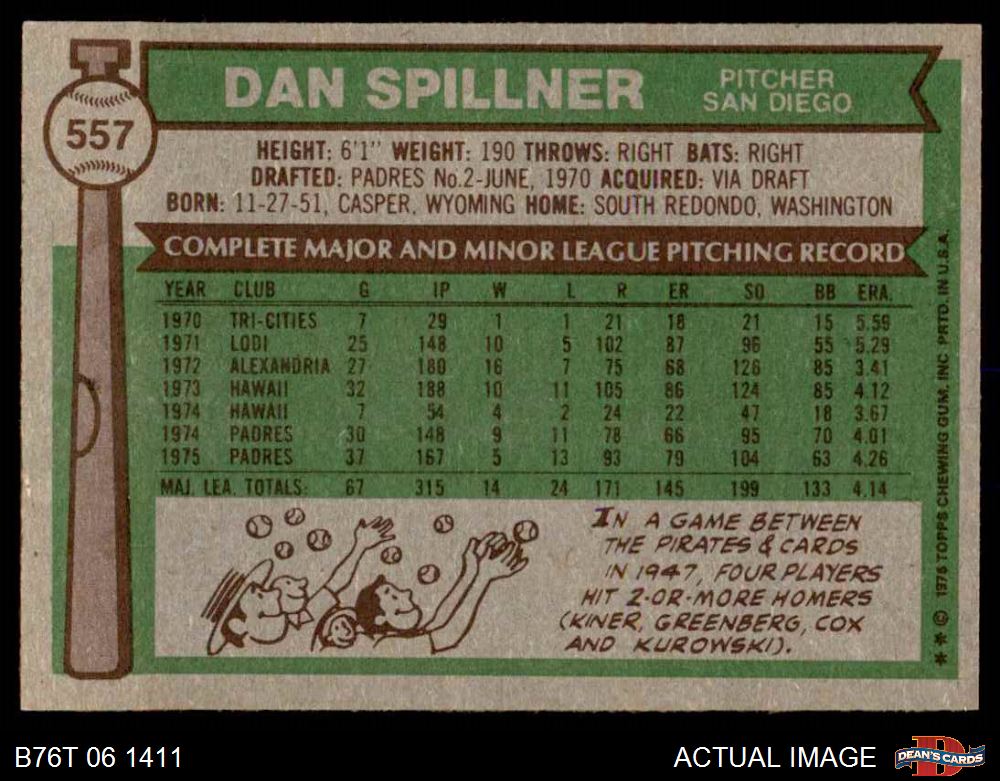 T
557
DAN SPILLNER
PITCHER
SAN DIEGO
HEIGHT: 6'1" WEIGHT: 190 THROWS: RIGHT BATS: RIGHT
DRAFTED: PADRES No.2-JUNE, 1970 ACQUIRED: VIA DRAFT
BORN: 11-27-51, CASPER, WYOMING HOME: SOUTH REDONDO, WASHINGTON
COMPLETE MAJOR AND MINOR LEAGUE PITCHING RECORD
YEAR CLUB G IP W L R ER SO BB ERA.
1970 TRI-CITIES 7 29 1 1 21 18 21 15 5.59
1971 LODI 25 148 10 5 102 87 96 55 5.29
1972 ALEXANDRIA 27 180 16 7 75 68 126 85 3.41
1973 HAWAII 32 188 10 11 105 86 124 85 4.12
1974 HAWAII 7 54 4 2 24 22 47 18 3.67
1974 PADRES 30 148 9 11 78 66 95 70 4.01
1975 PADRES 37 167 5 13 93 79 104 63 4.26
MAJ. LEA. TOTALS: 67 315 14 24 171 145 199 133 4.14
IN A GAME BETWEEN
THE PIRATES & CARDS
IN 1947, FOUR PLAYERS
HIT 2-OR-MORE HOMERS
(KINER, GREENBERG, COX
AND KUROWSKI).
** © 1976 TOPPS CHEWING GUM, INC. PRTD. IN U.S.A.
B76T 06 1411
ACTUAL IMAGE
D
DEAN'S CARDS